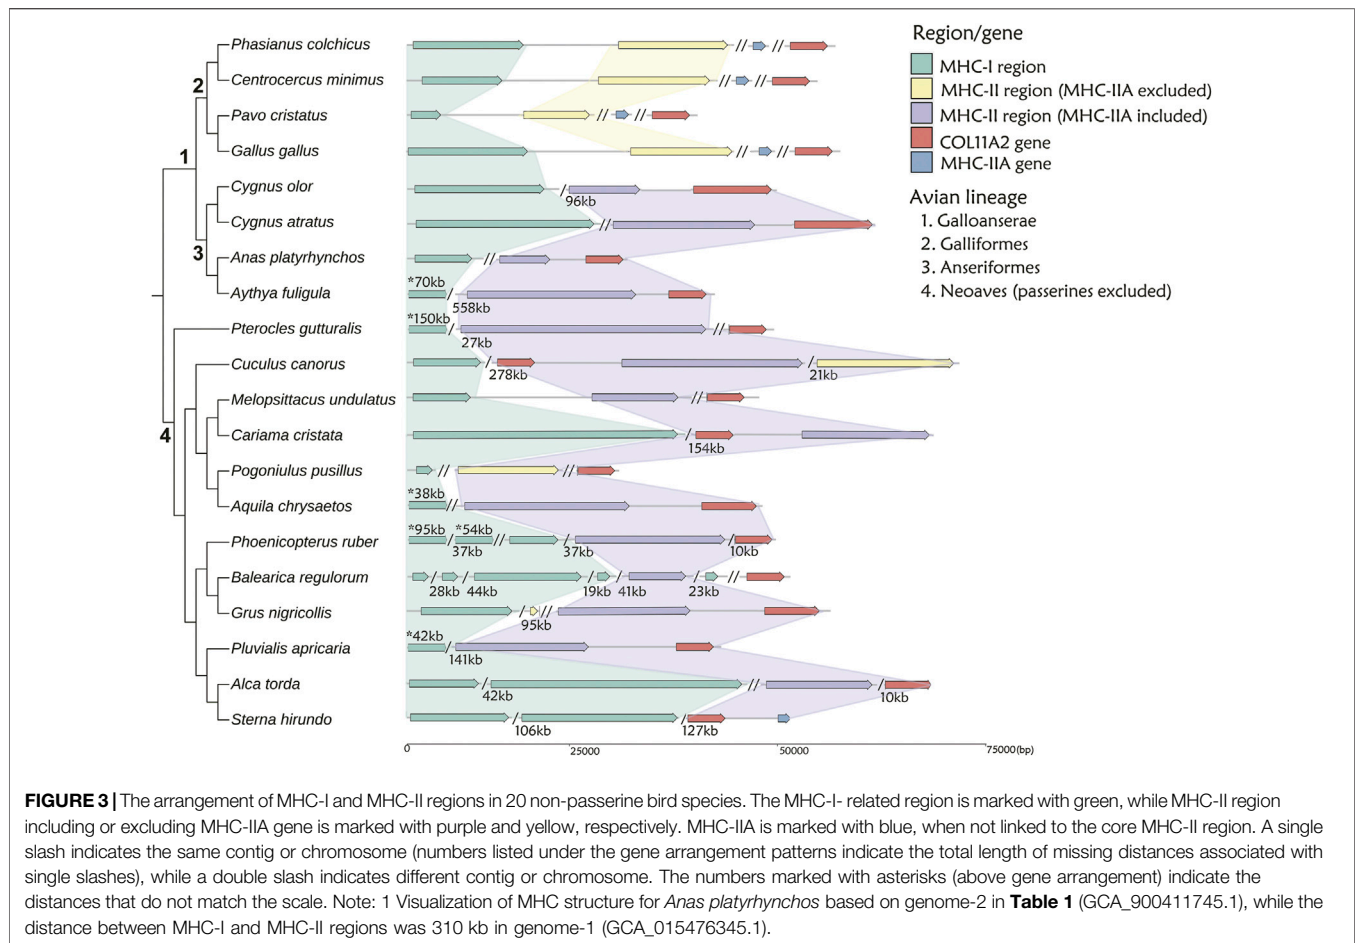 Phasianus colchicus
Centrocercus minimus
Pavo cristatus
Gallus gallus
Cygnus olor
Cygnus atratus
Anas platyrhynchos
Aythya fuligula
Pterocles gutturalis
Cuculus canorus
Melopsittacus undulatus
Cariama cristata
Pogoniulus pusillus
Aquila chrysaetos
Phoenicopterus ruber
Balearica regulorum
Grus nigricollis
Pluvialis apricaria
Alca torda
Sterna hirundo
2
1
3
4
// //
// //
// //
// //
/
96kb
//
//
*70kb
/
558kb
*150kb
/ //
27kb
/ /
278kb 21kb
//
/
154kb
// //
*38kb
//
*95kb *54kb
/ // / /
37kb 37kb 10kb
/ / / / / //
28kb 44kb 19kb 41kb 23kb
/ //
95kb
*42kb
/
141kb
/ // /
42kb 10kb
/ /
106kb 127kb
0 25000 50000 75000(bp)
Region/gene
MHC-I region
MHC-II region (MHC-IIA excluded)
MHC-II region (MHC-IIA included)
COL11A2 gene
MHC-IIA gene
Avian lineage
1. Galloanserae
2. Galliformes
3. Anseriformes
4. Neoaves (passerines excluded)
FIGURE 3 | The arrangement of MHC-I and MHC-II regions in 20 non-passerine bird species. The MHC-I- related region is marked with green, while MHC-II region
including or excluding MHC-IIA gene is marked with purple and yellow, respectively. MHC-IIA is marked with blue, when not linked to the core MHC-II region. A single
slash indicates the same contig or chromosome (numbers listed under the gene arrangement patterns indicate the total length of missing distances associated with
single slashes), while a double slash indicates different contig or chromosome. The numbers marked with asterisks (above gene arrangement) indicate the
distances that do not match the scale. Note: 1 Visualization of MHC structure for Anas platyrhynchos based on genome-2 in Table 1 (GCA_900411745.1), while the
distance between MHC-I and MHC-II regions was 310 kb in genome-1 (GCA_015476345.1).